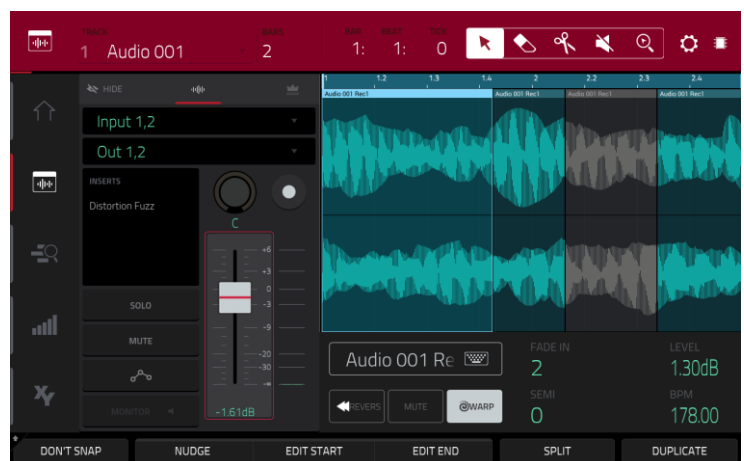 TRACK BARS BAR BEAT TICK
1 Audio 001 2 1: 1: 0
HIDE
1 1.2 1.3 1.4 2 2.2 2.3 2.4
Audio 001 Rec1 Audio 001 Rec1 Audio 001 Rec1 Audio 001 Rec1
Input 1,2
Out 1,2
INSERTS
Distortion Fuzz
C
+6
+3
0
-3
-9
-20
-30
-∞
SOLO
MUTE
MONITOR
-1.61dB
Audio 001 Re
FADE IN LEVEL
2 1.30dB
REVERS MUTE WARP
SEMI BPM
0 178.00
XY
DON'T SNAP NUDGE EDIT START EDIT END SPLIT DUPLICATE